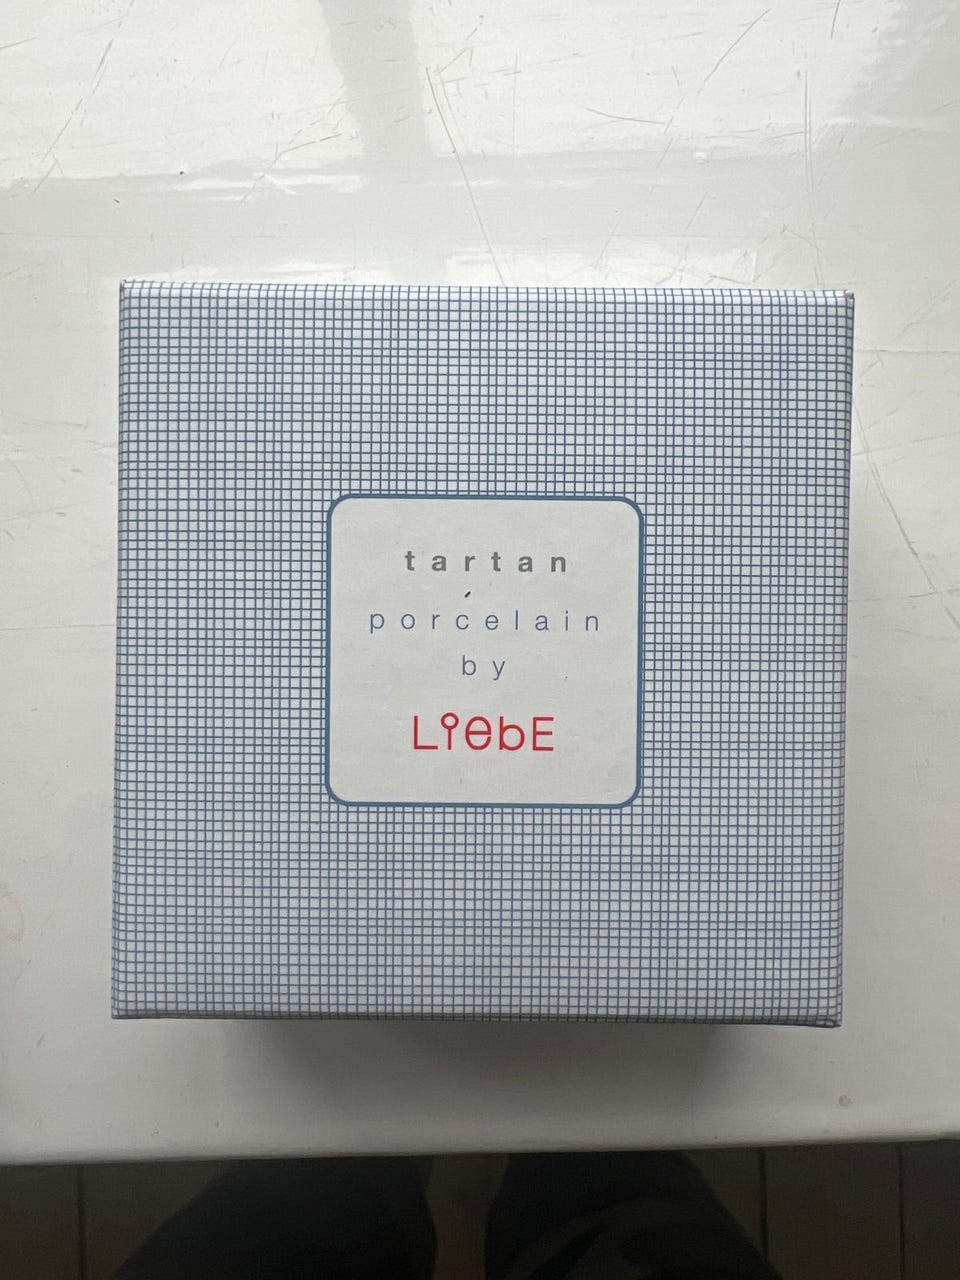 tartan
porcelain
by
LiebE